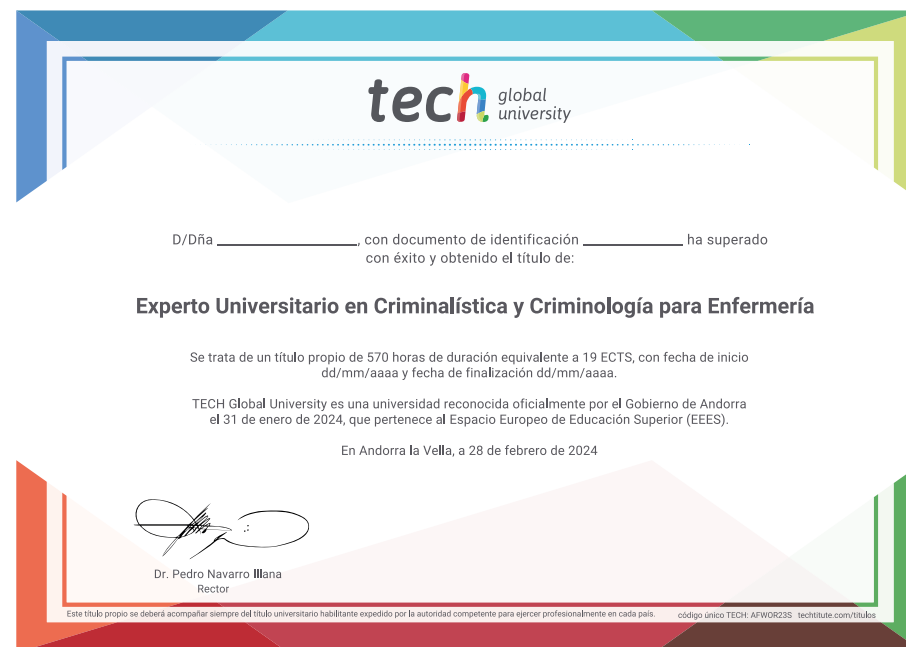 tech global university
D/Dña ____________________, con documento de identificación ______________ ha superado
con éxito y obtenido el título de:
Experto Universitario en Criminalística y Criminología para Enfermería
Se trata de un título propio de 570 horas de duración equivalente a 19 ECTS, con fecha de inicio
dd/mm/aaaa y fecha de finalización dd/mm/aaaa.
TECH Global University es una universidad reconocida oficialmente por el Gobierno de Andorra
el 31 de enero de 2024, que pertenece al Espacio Europeo de Educación Superior (EEES).
En Andorra la Vella, a 28 de febrero de 2024
Dr. Pedro Navarro Illana
Rector
Este título propio se deberá acompañar siempre del título universitario habilitante expedido por la autoridad competente para ejercer profesionalmente en cada país.
código único TECH: AFWOR23S techtitute.com/titulos